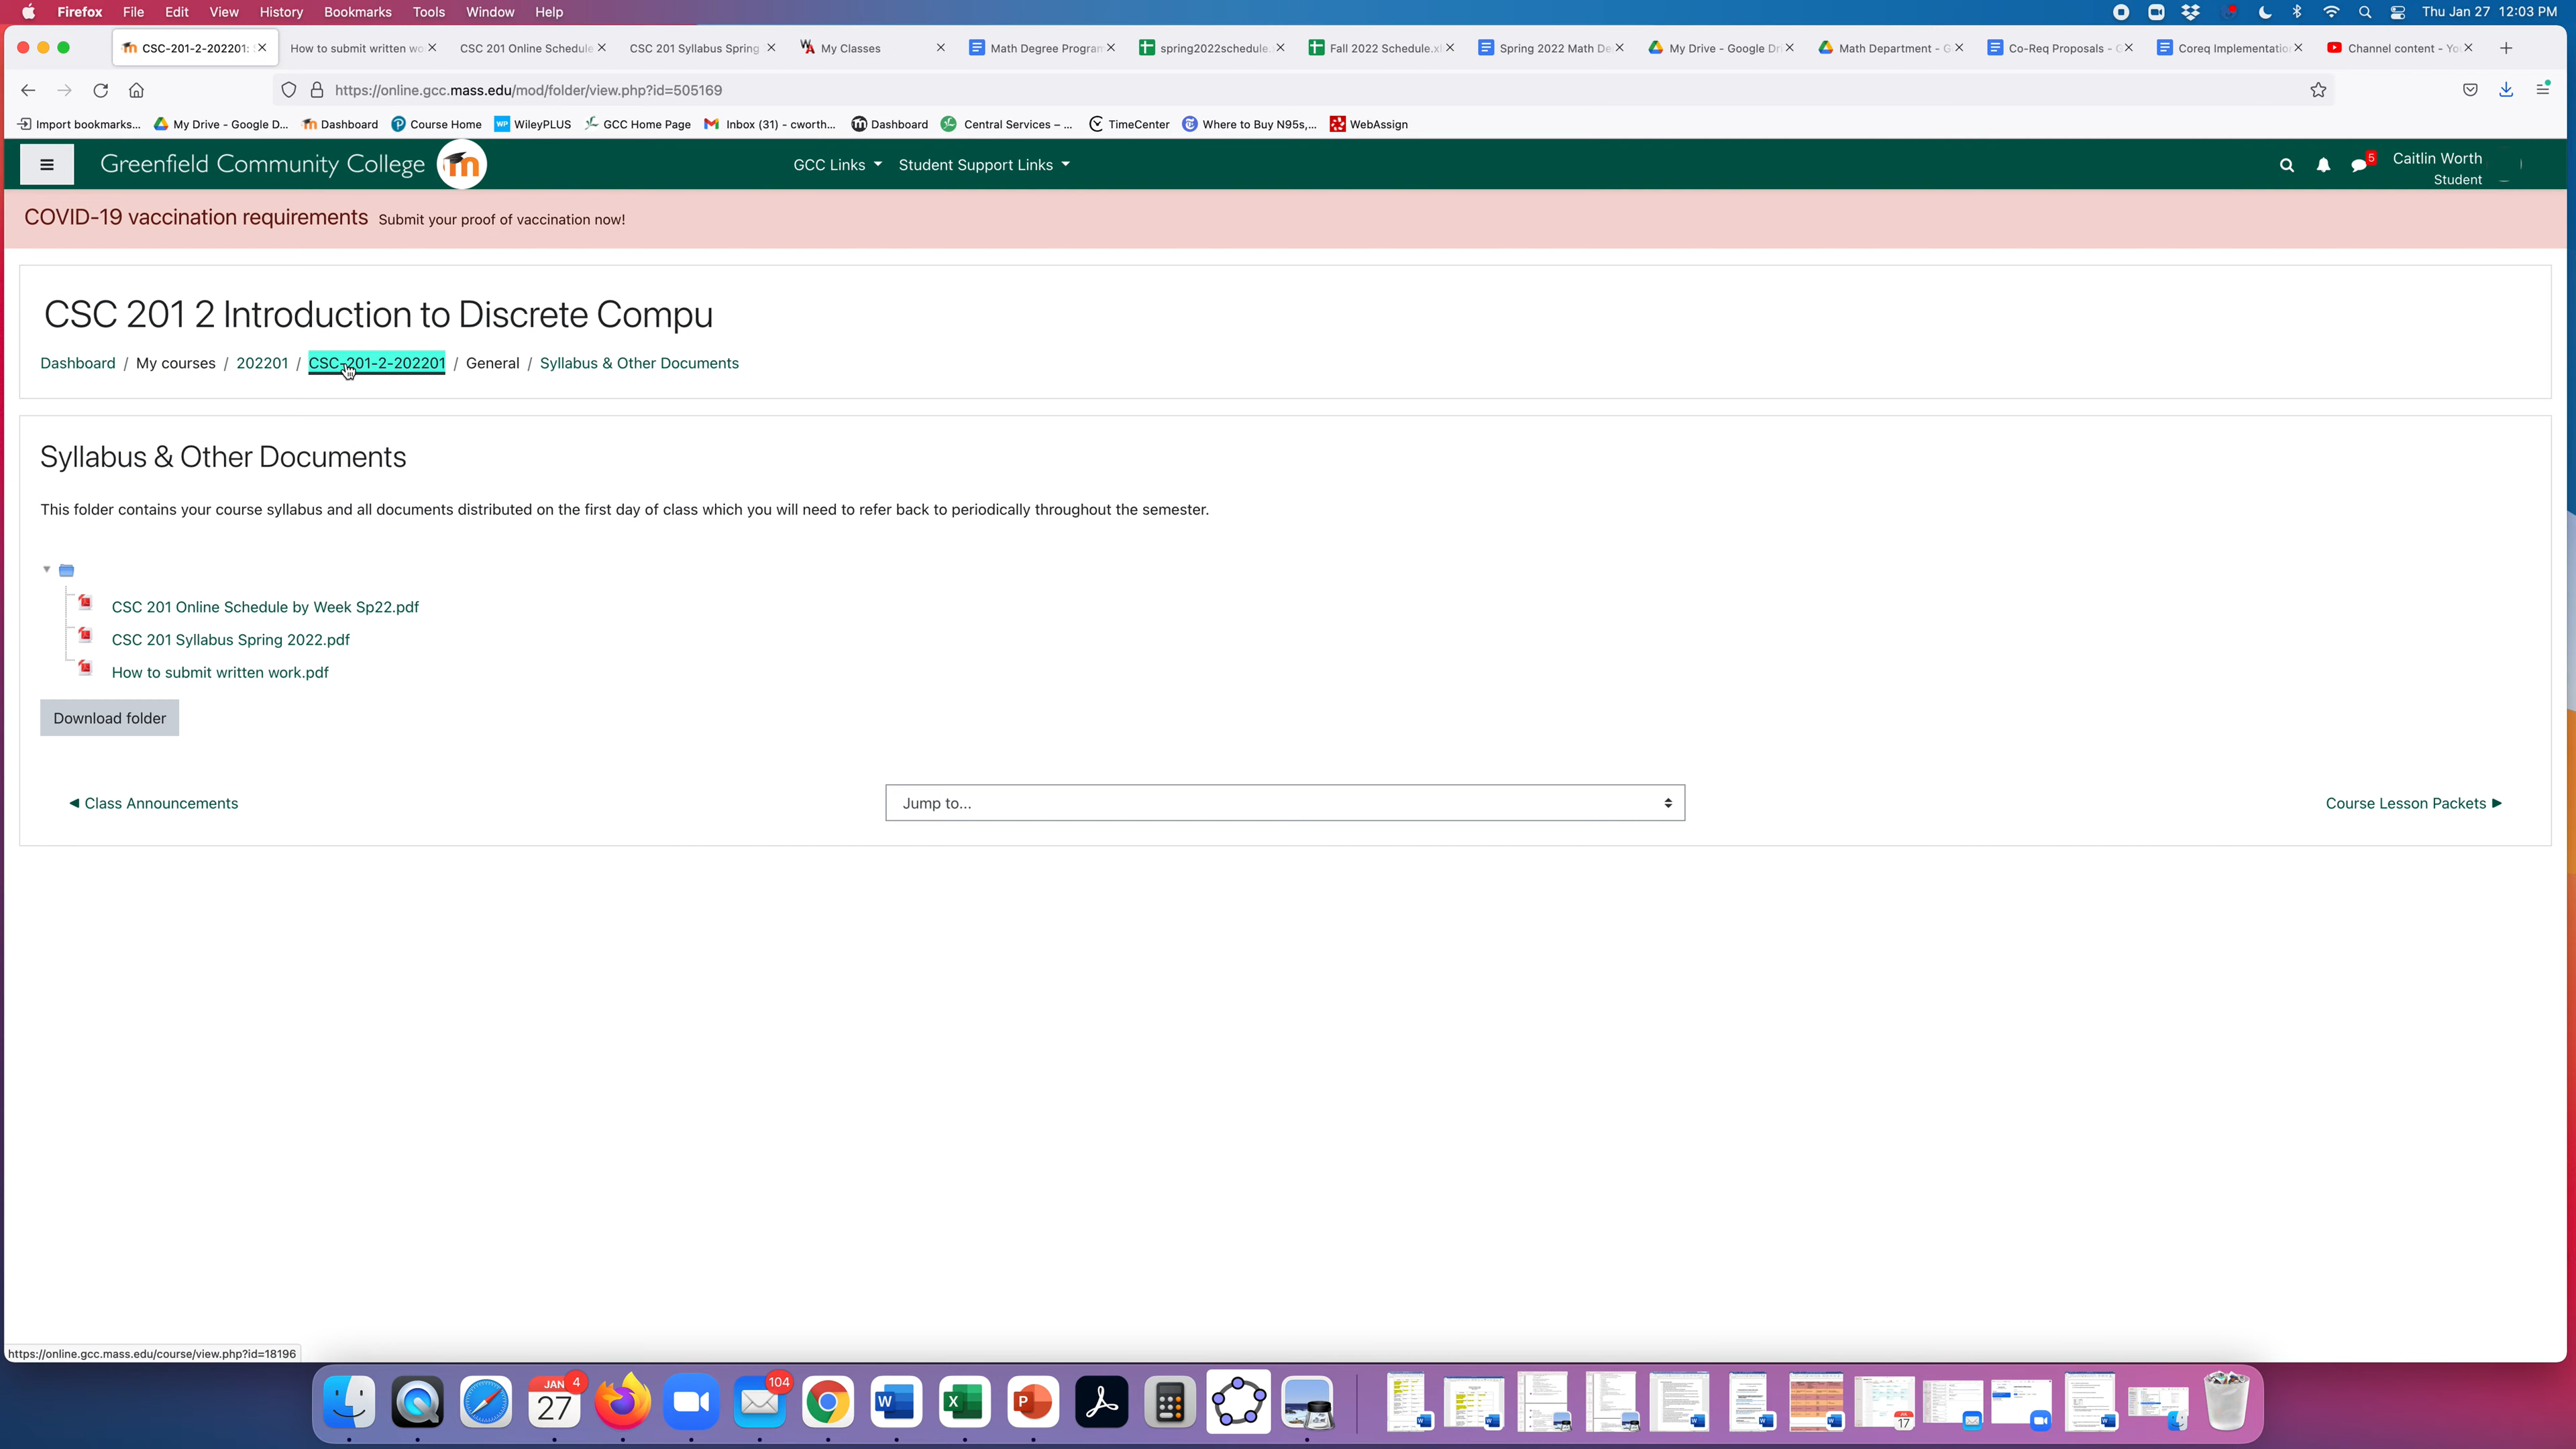 Firefox File Edit View History Bookmarks Tools Window Help Thu Jan 27 12:03 PM
CSC-201-2-202201: How to submit written wo CSC 201 Online Schedule CSC 201 Syllabus Spring My Classes Math Degree Program spring2022schedule. Fall 2022 Schedule.xl Spring 2022 Math De My Drive - Google Dri Math Department - G Co-Req Proposals - G Coreq Implementation Channel content - You
https://online.gcc.mass.edu/mod/folder/view.php?id=505169
Import bookmarks... My Drive - Google D... Dashboard Course Home WP WileyPLUS GCC Home Page Inbox (31) - cworth... Dashboard Central Services – ... TimeCenter Where to Buy N95s,... WebAssign
Greenfield Community College m GCC Links Student Support Links 5 Caitlin Worth
Student
COVID-19 vaccination requirements Submit your proof of vaccination now!
CSC 201 2 Introduction to Discrete Compu
Dashboard / My courses / 202201 / CSC-201-2-202201 / General / Syllabus & Other Documents
Syllabus & Other Documents
This folder contains your course syllabus and all documents distributed on the first day of class which you will need to refer back to periodically throughout the semester.
CSC 201 Online Schedule by Week Sp22.pdf
CSC 201 Syllabus Spring 2022.pdf
How to submit written work.pdf
Download folder
◀ Class Announcements Jump to... Course Lesson Packets ▶
https://online.gcc.mass.edu/course/view.php?id=18196
JAN 27 4 104 W X P 17